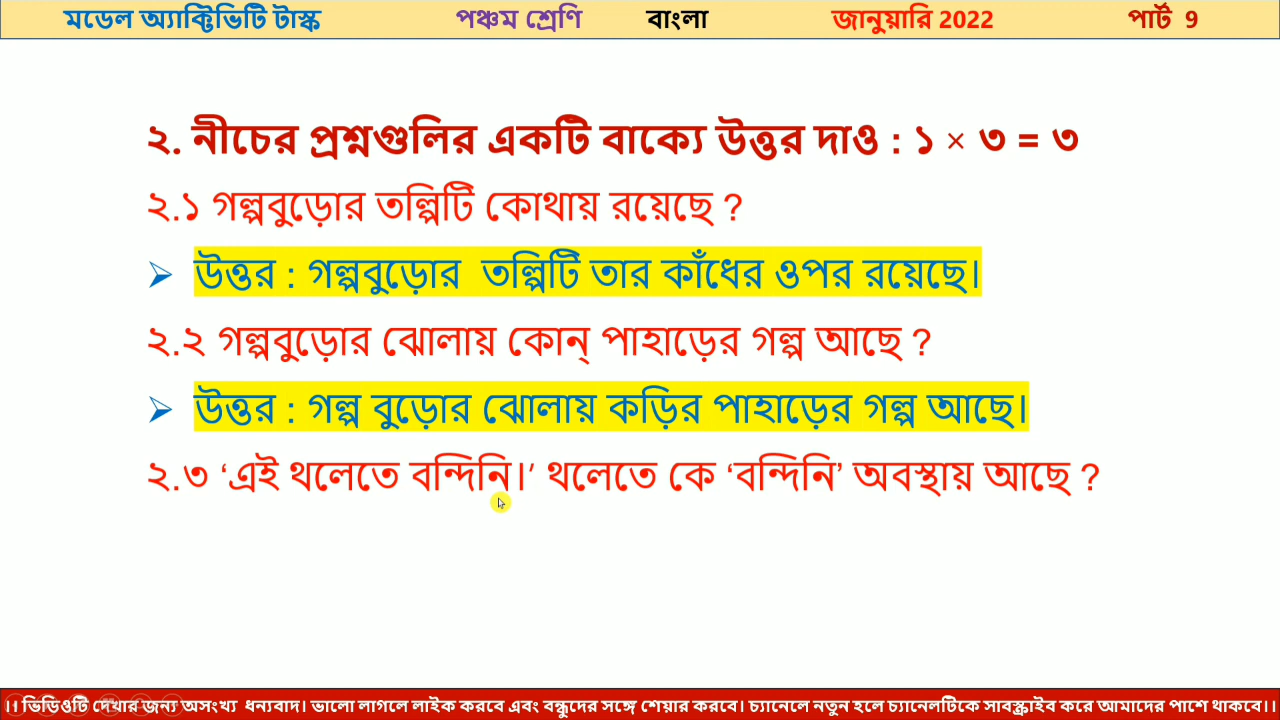 মডেল অ্যাক্টিভিটি টাস্ক পঞ্চম শ্রেণি বাংলা জানুয়ারি 2022 পার্ট 9
২. নীচের প্রশ্নগুলির একটি বাক্যে উত্তর দাও : ১ × ৩ = ৩
২.১ গল্পবুড়োর তল্পিটি কোথায় রয়েছে ?
➢ উত্তর : গল্পবুড়োর তল্পিটি তার কাঁধের ওপর রয়েছে।
২.২ গল্পবুড়োর ঝোলায় কোন্ পাহাড়ের গল্প আছে ?
➢ উত্তর : গল্প বুড়োর ঝোলায় কড়ির পাহাড়ের গল্প আছে।
২.৩ ‘এই থলেতে বন্দিনি।’ থলেতে কে ‘বন্দিনি’ অবস্থায় আছে ?
।। ভিডিওটি দেখার জন্য অসংখ্য ধন্যবাদ। ভালো লাগলে লাইক করবে এবং বন্ধুদের সঙ্গে শেয়ার করবে। চ্যানেলে নতুন হলে চ্যানেলটিকে সাবস্ক্রাইব করে আমাদের পাশে থাকবে।।